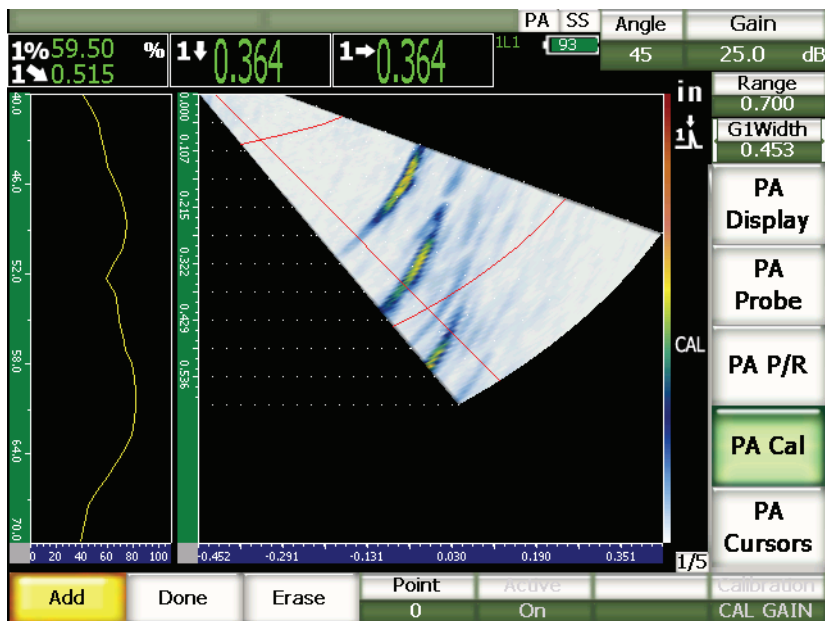 PA SS Angle Gain
1% 59.50 % 1 0.364 1 0.364 1L1 93 45 25.0 dB
1 0.515
in Range
0.700
1 G1Width
0.453
40.0 46.0 52.0 58.0 64.0 70.0
0.000 0.107 0.215 0.322 0.429 0.536
PA
Display
PA
Probe
CAL PA P/R
PA Cal
PA
Cursors
0 20 40 60 80 100 -0.452 -0.291 -0.131 0.030 0.190 0.351 1/5
Add Done Erase Point Active Calibration
0 On CAL GAIN